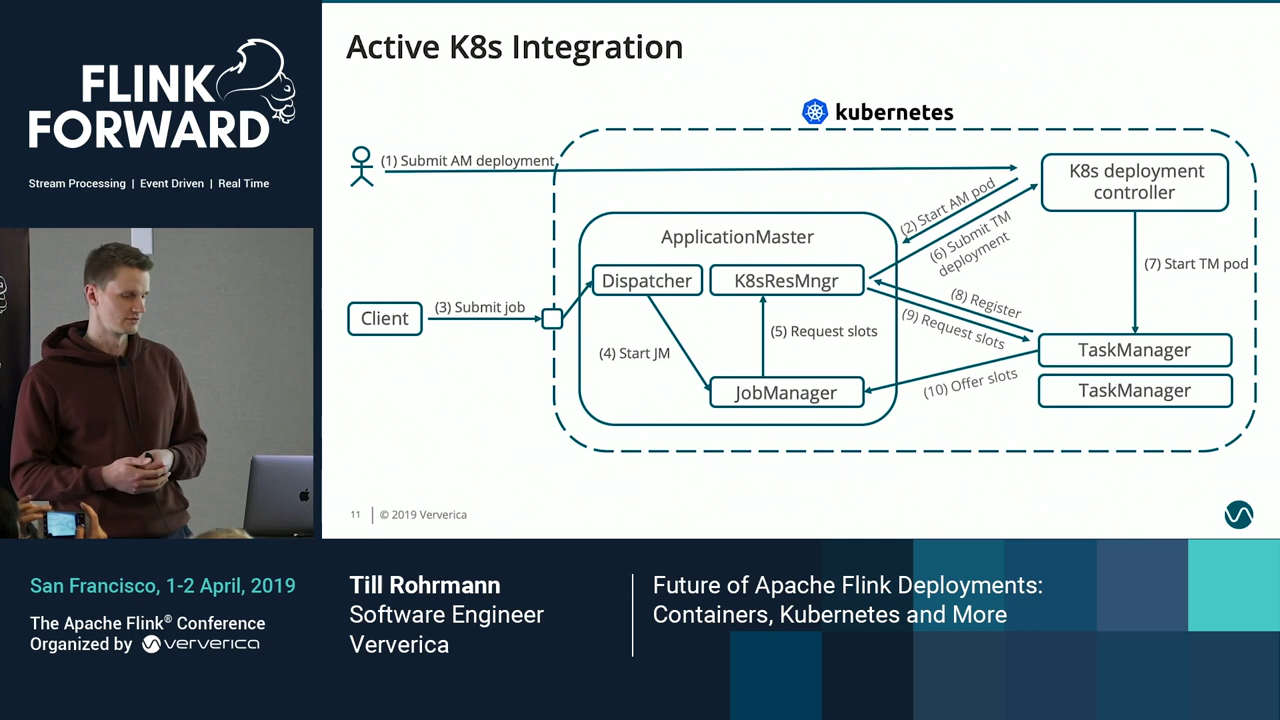 FLINK
FORWARD
Stream Processing | Event Driven | Real Time
Active K8s Integration
kubernetes
(1) Submit AM deployment
K8s deployment
controller
(2) Start AM pod
(6) Submit TM
deployment
ApplicationMaster
Dispatcher
K8sResMngr
(7) Start TM pod
Client
(3) Submit job
(8) Register
(9) Request slots
(4) Start JM
(5) Request slots
TaskManager
(10) Offer slots
JobManager
TaskManager
11 | © 2019 Ververica
San Francisco, 1-2 April, 2019
The Apache Flink® Conference
Organized by ververica
Till Rohrmann
Software Engineer
Ververica
Future of Apache Flink Deployments:
Containers, Kubernetes and More